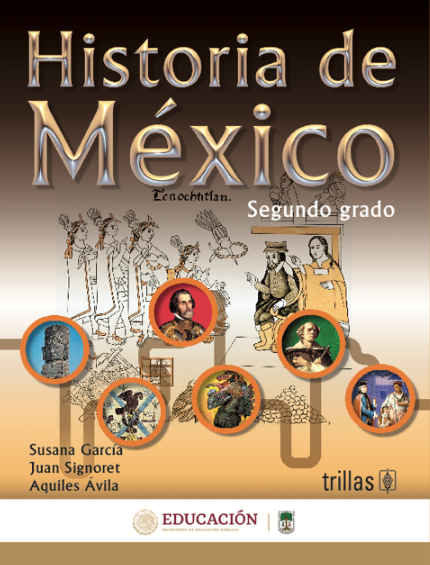 Historia de
México
Tenochtitlan.
Segundo grado
Susana García
Juan Signoret
Aquiles Ávila
trillas
EDUCACIÓN
SECRETARÍA DE EDUCACIÓN PÚBLICA